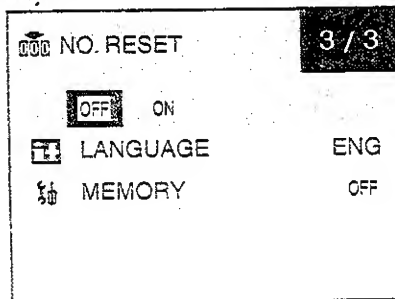 NO. RESET 3/3
OFF ON
LANGUAGE ENG
MEMORY OFF